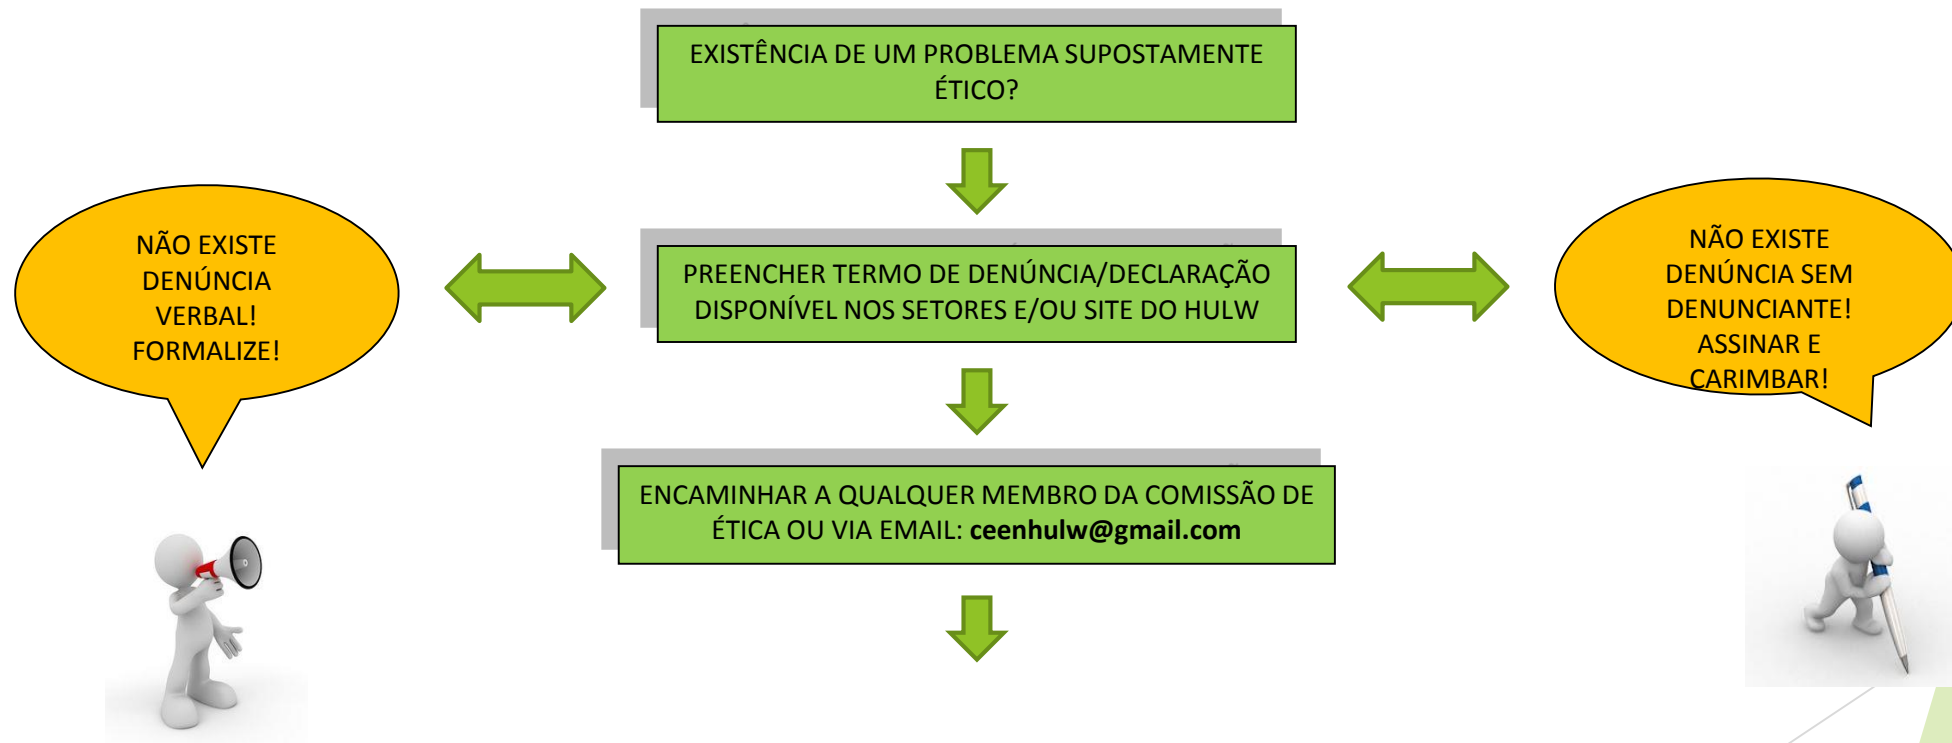 EXISTÊNCIA DE UM PROBLEMA SUPOSTAMENTE
ÉTICO?
NÃO EXISTE
DENÚNCIA
VERBAL!
FORMALIZE!
PREENCHER TERMO DE DENÚNCIA/DECLARAÇÃO
DISPONÍVEL NOS SETORES E/OU SITE DO HULW
NÃO EXISTE
DENÚNCIA SEM
DENUNCIANTE!
ASSINAR E
CARIMBAR!
ENCAMINHAR A QUALQUER MEMBRO DA COMISSÃO DE
ÉTICA OU VIA EMAIL: ceenhulw@gmail.com